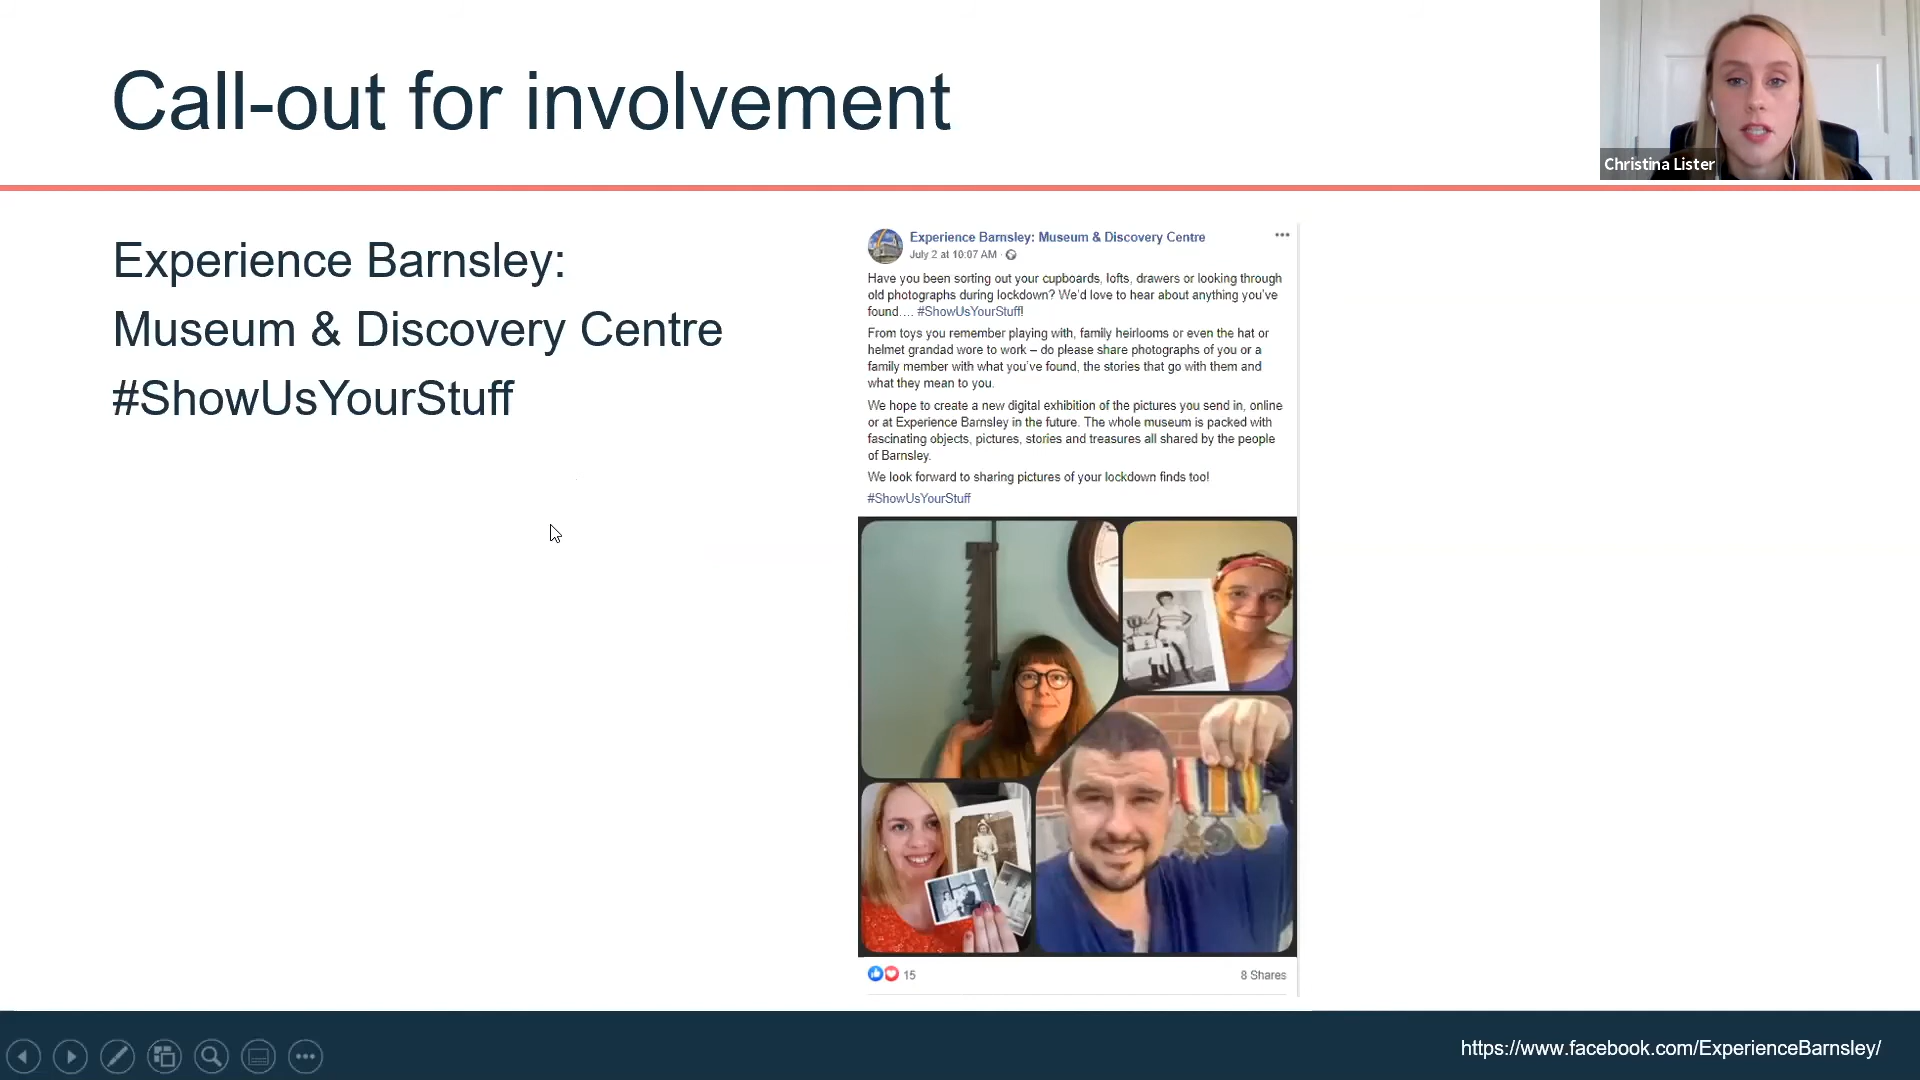 Call-out for involvement
Christina Lister
Experience Barnsley:
Museum & Discovery Centre
#ShowUsYourStuff
Experience Barnsley: Museum & Discovery Centre
July 2 at 10:07 AM ·
Have you been sorting out your cupboards, lofts, drawers or looking through
old photographs during lockdown? We'd love to hear about anything you've
found.... #ShowUsYourStuff!
From toys you remember playing with, family heirlooms or even the hat or
helmet grandad wore to work – do please share photographs of you or a
family member with what you've found, the stories that go with them and
what they mean to you.
We hope to create a new digital exhibition of the pictures you send in, online
or at Experience Barnsley in the future. The whole museum is packed with
fascinating objects, pictures, stories and treasures all shared by the people
of Barnsley.
We look forward to sharing pictures of your lockdown finds too!
#ShowUsYourStuff
15
8 Shares
https://www.facebook.com/ExperienceBarnsley/